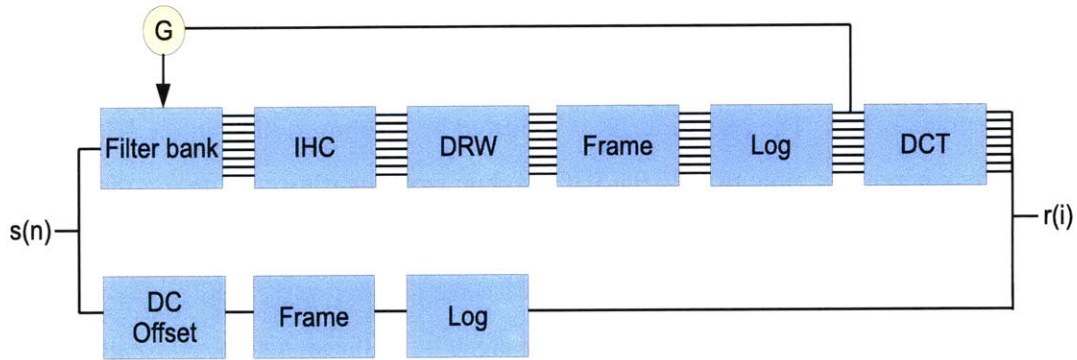 G
Filter bank
IHC
DRW
Frame
Log
DCT
s(n)
r(i)
DC
Offset
Frame
Log